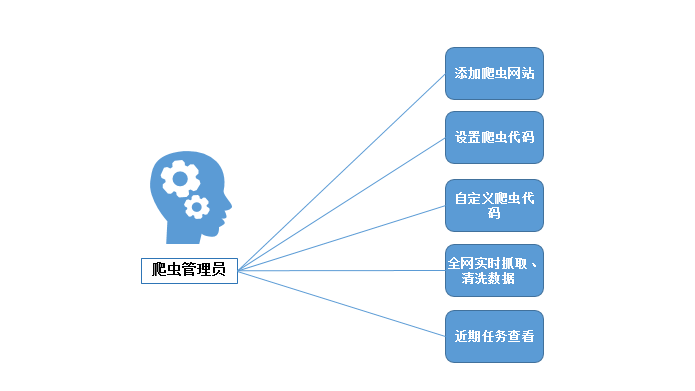 添加爬虫网站
设置爬虫代码
自定义爬虫代
码
全网实时抓取、
清洗数据
近期任务查看
爬虫管理员